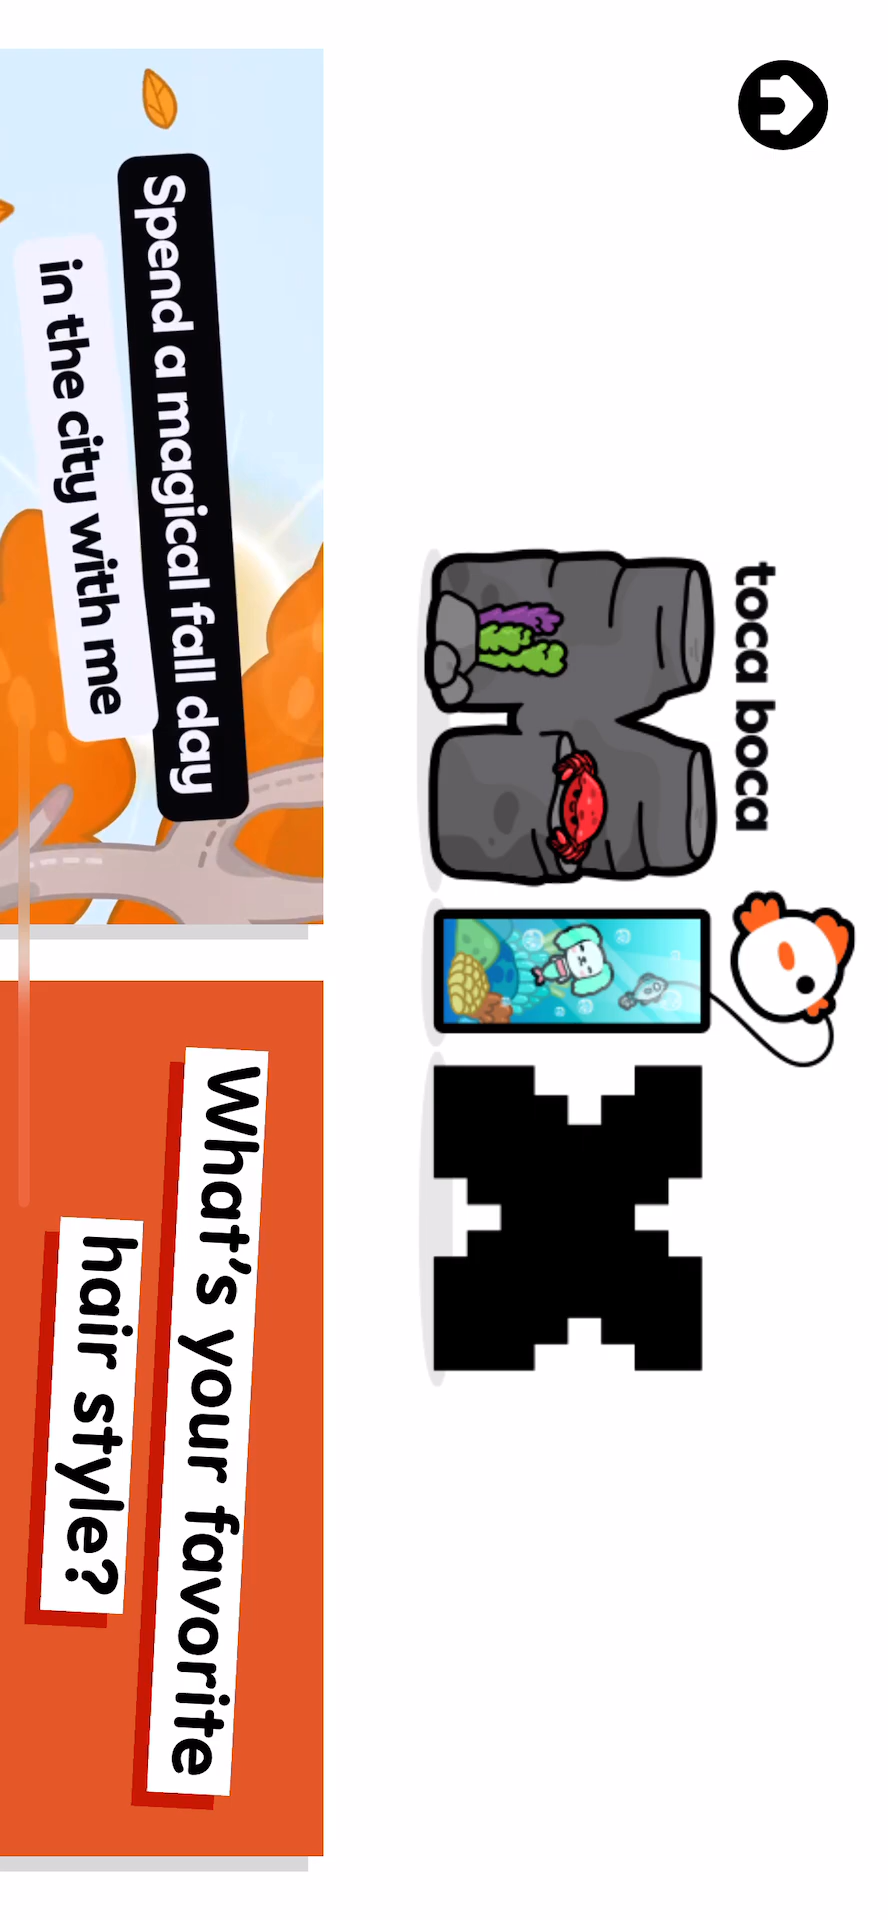 toca boca
MIX
Spend a magical fall day
in the city with me
What's your favorite
hair style?